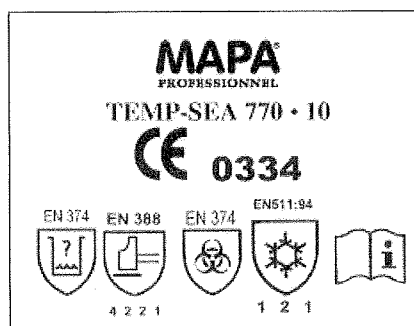 MAPA®
PROFESSIONNEL
TEMP-SEA 770 • 10
CE 0334
EN 374 EN 388 EN 374 EN511:94
? i
4 2 2 1 1 2 1